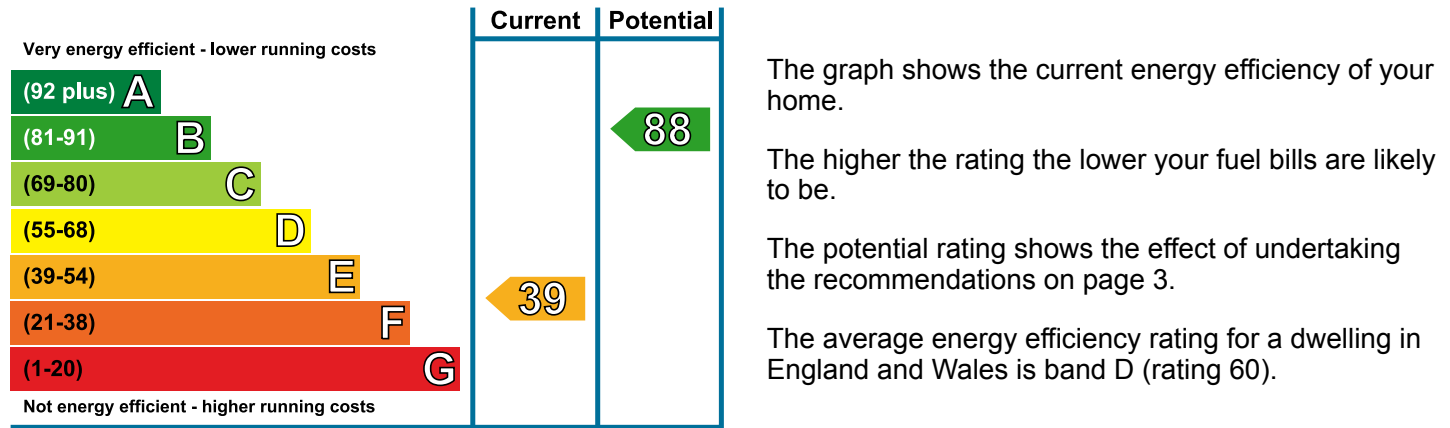 Current Potential
Very energy efficient - lower running costs
(92 plus) A
(81-91) B
88
(69-80) C
(55-68) D
(39-54) E
39
(21-38) F
(1-20) G
Not energy efficient - higher running costs
The graph shows the current energy efficiency of your
home.
The higher the rating the lower your fuel bills are likely
to be.
The potential rating shows the effect of undertaking
the recommendations on page 3.
The average energy efficiency rating for a dwelling in
England and Wales is band D (rating 60).